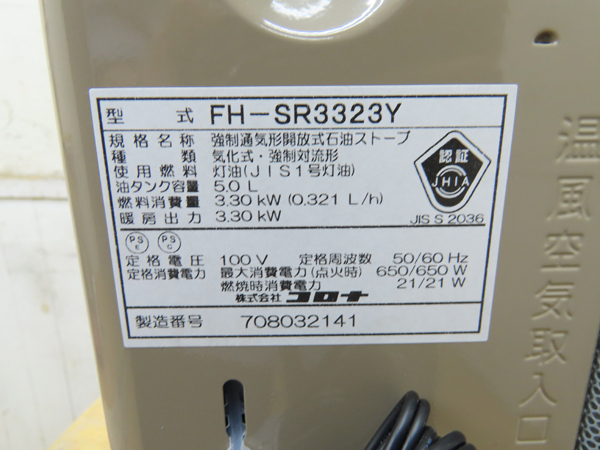 型 式 FH-SR3323Y
規格名称 強制通気形開放式石油ストーブ
種類 気化式・強制対流形
使用燃料 灯油(JIS1号灯油)
油タンク容量 5.0 L
燃料消費量 3.30 kW (0.321 L/h)
暖房出力 3.30 kW
認証
JHIA
JIS S 2036
PS E PS C
定格電圧 100 V 定格周波数 50/60 Hz
定格消費電力 最大消費電力(点火時) 650/650 W
燃焼時消費電力 21/21 W
株式会社 コロナ
製造番号 708032141
温風空気取入口